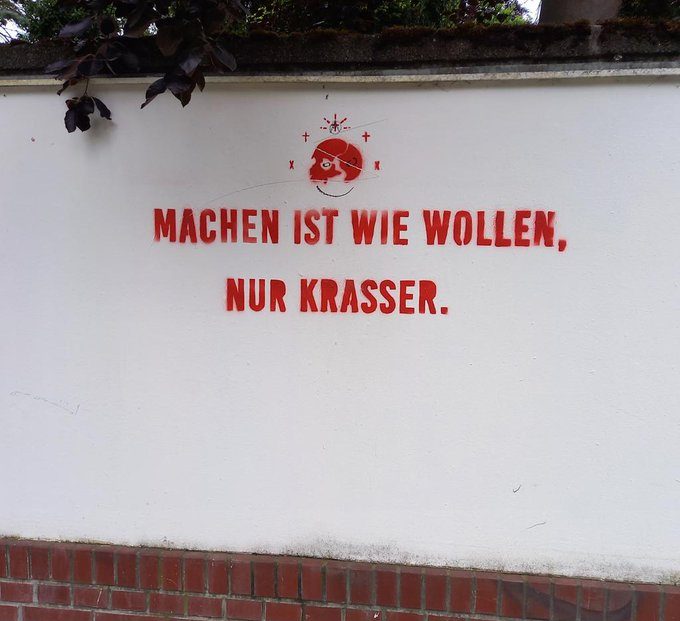 MACHEN IST WIE WOLLEN,
NUR KRASSER.